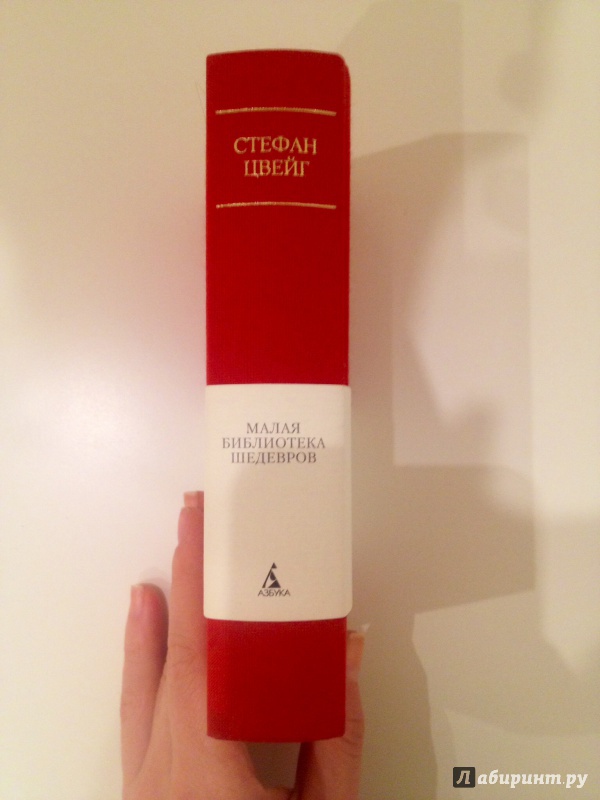 СТЕФАН
ЦВЕЙГ
МАЛАЯ
БИБЛИОТЕКА
ШЕДЕВРОВ
АЗБУКА
Лабиринт.ру